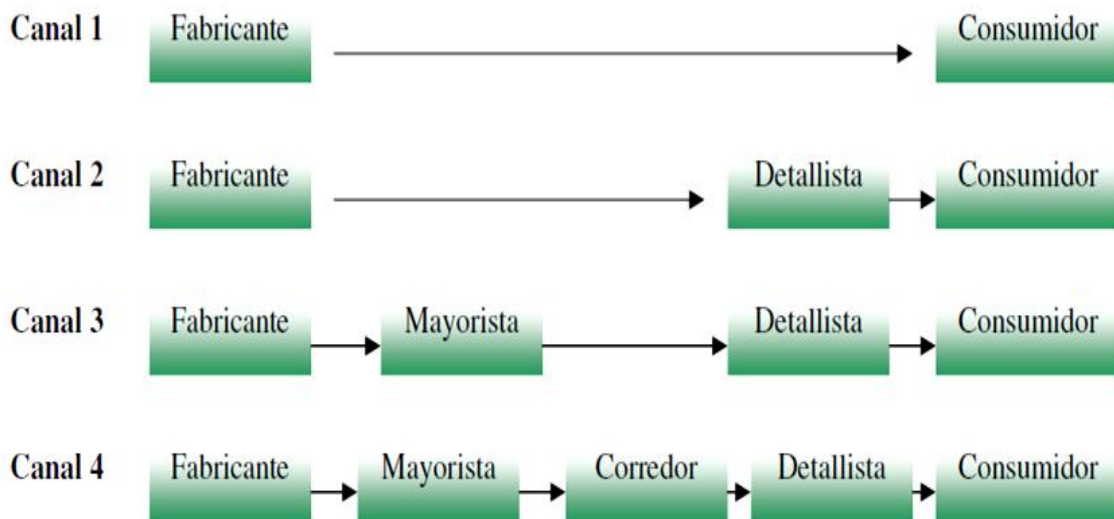 Canal 1 Fabricante Consumidor
Canal 2 Fabricante Detallista Consumidor
Canal 3 Fabricante Mayorista Detallista Consumidor
Canal 4 Fabricante Mayorista Corredor Detallista Consumidor